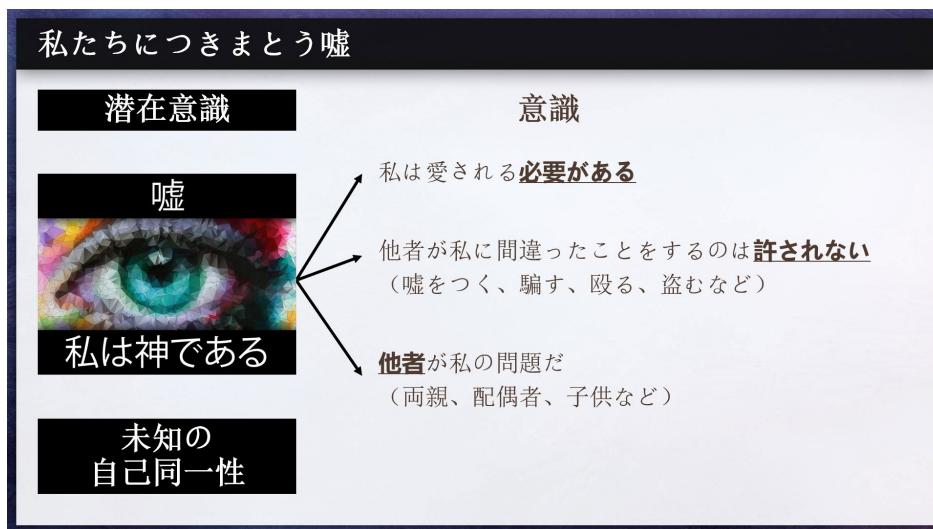 私たちにつきまとう嘘
潜在意識
意識
嘘
私は神である
未知の
自己同一性
私は愛される必要がある
他者が私に間違ったことをするのは許されない
（嘘をつく、騙す、殴る、盗むなど）
他者が私の問題だ
（両親、配偶者、子供など）